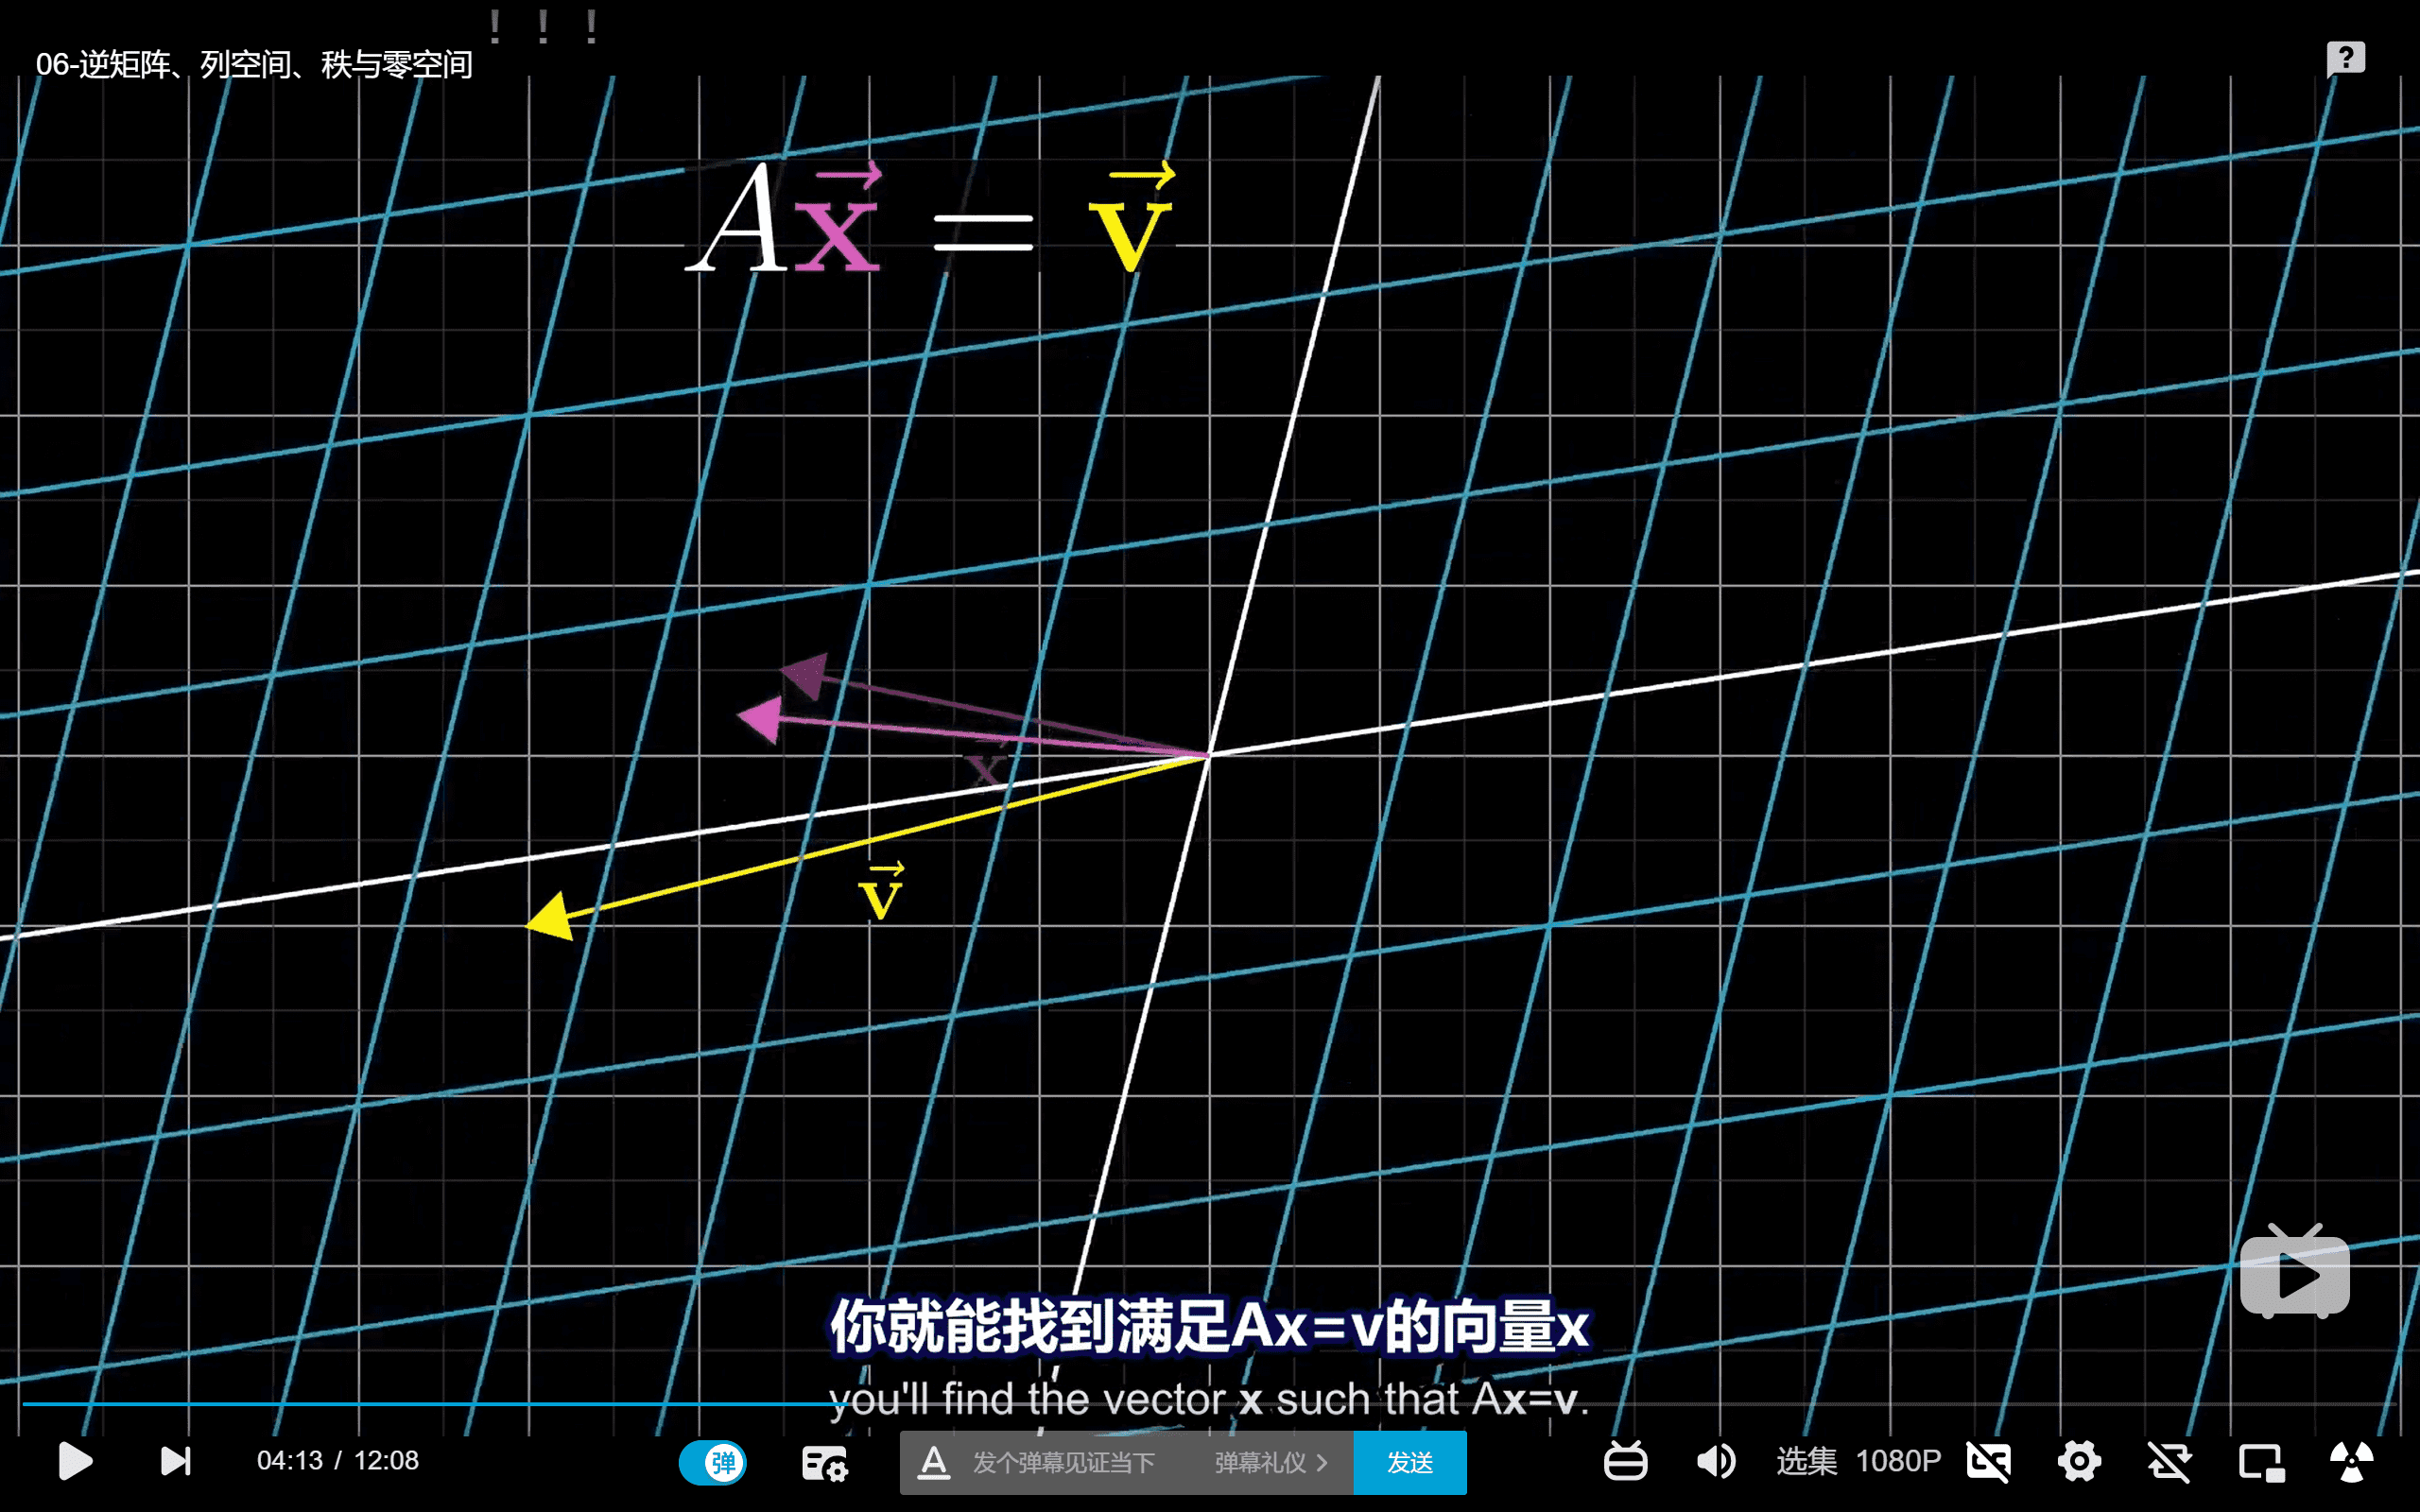 ! ! !
06-逆矩阵、列空间、秩与零空间
?
Ax⃗ = v⃗
x⃗
v⃗
你就能找到满足Ax=v的向量x
you'll find the vector x such that Ax=v.
04:13 / 12:08
弹
A 发个弹幕见证当下 弹幕礼仪 >
发送
选集
1080P